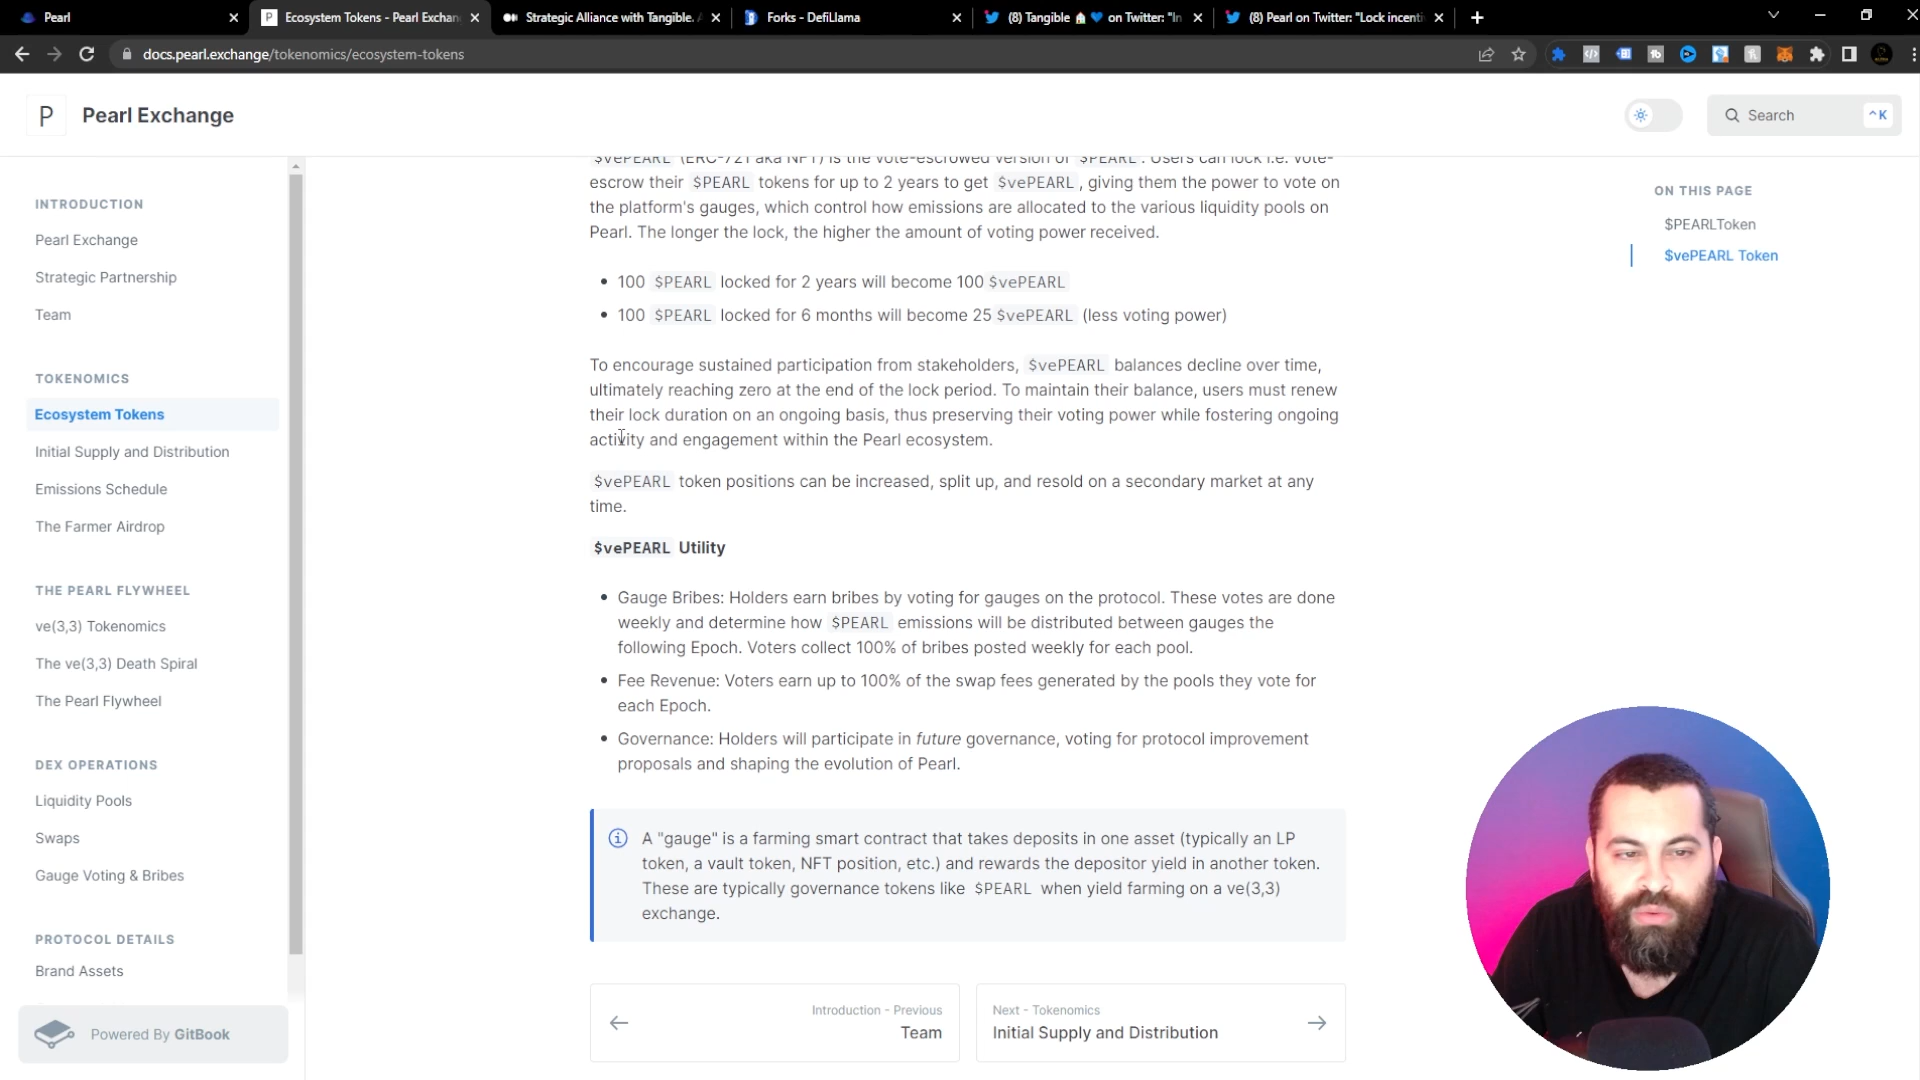 Pearl
Ecosystem Tokens - Pearl Exchan
Strategic Alliance with Tangible.
Forks - DefiLlama
(8) Tangible 🏠💙 on Twitter: "In
(8) Pearl on Twitter: "Lock incenti
docs.pearl.exchange/tokenomics/ecosystem-tokens
P
Pearl Exchange
Search
^K
INTRODUCTION
Pearl Exchange
Strategic Partnership
Team
TOKENOMICS
Ecosystem Tokens
Initial Supply and Distribution
Emissions Schedule
The Farmer Airdrop
THE PEARL FLYWHEEL
ve(3,3) Tokenomics
The ve(3,3) Death Spiral
The Pearl Flywheel
DEX OPERATIONS
Liquidity Pools
Swaps
Gauge Voting & Bribes
PROTOCOL DETAILS
Brand Assets
Powered By GitBook
$vePEARL (ERC-721 aka NFT) is the vote-escrowed version of $PEARL. Users can lock i.e. vote-
escrow their $PEARL tokens for up to 2 years to get $vePEARL, giving them the power to vote on
the platform's gauges, which control how emissions are allocated to the various liquidity pools on
Pearl. The longer the lock, the higher the amount of voting power received.
• 100 $PEARL locked for 2 years will become 100 $vePEARL
• 100 $PEARL locked for 6 months will become 25 $vePEARL (less voting power)
To encourage sustained participation from stakeholders, $vePEARL balances decline over time,
ultimately reaching zero at the end of the lock period. To maintain their balance, users must renew
their lock duration on an ongoing basis, thus preserving their voting power while fostering ongoing
activity and engagement within the Pearl ecosystem.
$vePEARL token positions can be increased, split up, and resold on a secondary market at any
time.
$vePEARL Utility
• Gauge Bribes: Holders earn bribes by voting for gauges on the protocol. These votes are done
weekly and determine how $PEARL emissions will be distributed between gauges the
following Epoch. Voters collect 100% of bribes posted weekly for each pool.
• Fee Revenue: Voters earn up to 100% of the swap fees generated by the pools they vote for
each Epoch.
• Governance: Holders will participate in future governance, voting for protocol improvement
proposals and shaping the evolution of Pearl.
A "gauge" is a farming smart contract that takes deposits in one asset (typically an LP
token, a vault token, NFT position, etc.) and rewards the depositor yield in another token.
These are typically governance tokens like $PEARL when yield farming on a ve(3,3)
exchange.
Introduction - Previous
Team
Next - Tokenomics
Initial Supply and Distribution
ON THIS PAGE
$PEARLToken
$vePEARL Token